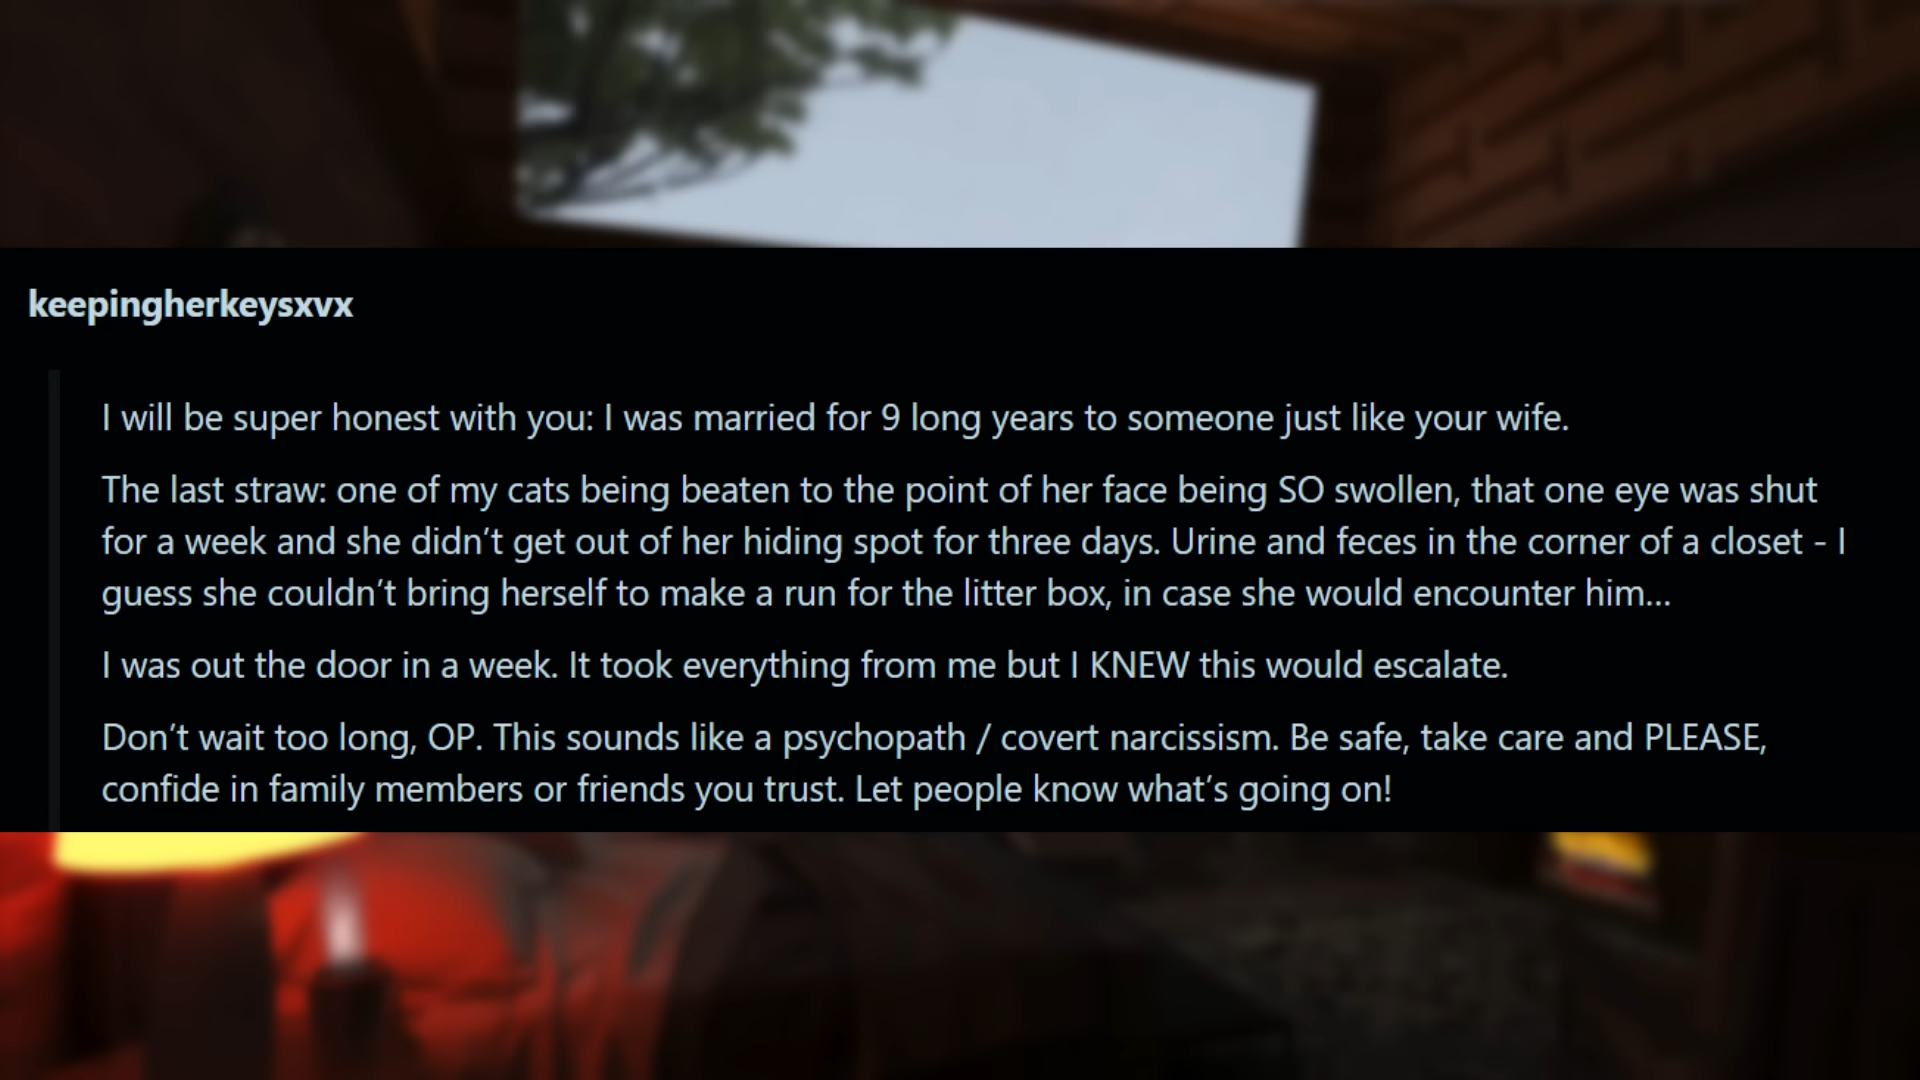 keepingherkeysxvx
I will be super honest with you: I was married for 9 long years to someone just like your wife.
The last straw: one of my cats being beaten to the point of her face being SO swollen, that one eye was shut
for a week and she didn’t get out of her hiding spot for three days. Urine and feces in the corner of a closet - I
guess she couldn’t bring herself to make a run for the litter box, in case she would encounter him...
I was out the door in a week. It took everything from me but I KNEW this would escalate.
Don’t wait too long, OP. This sounds like a psychopath / covert narcissism. Be safe, take care and PLEASE,
confide in family members or friends you trust. Let people know what’s going on!